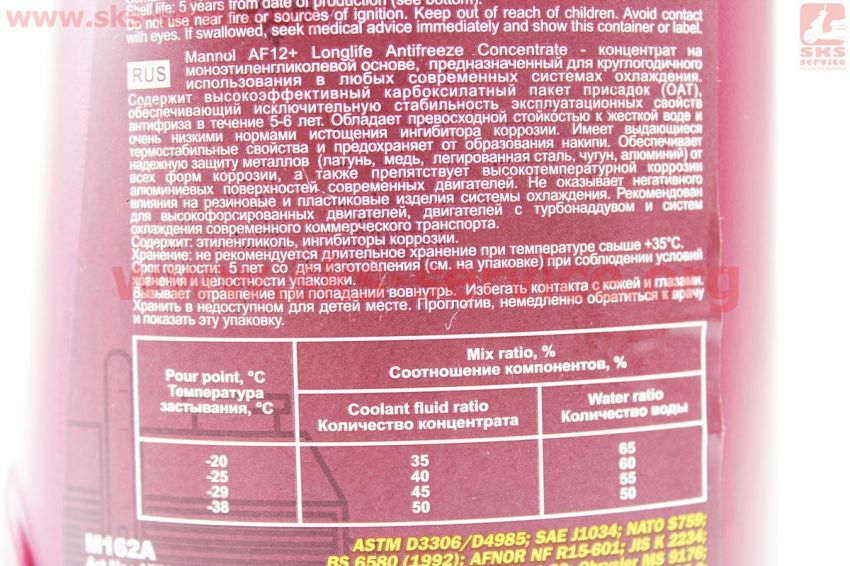 Shelf life: 5 years from date of production (see bottom).
Do not use near fire or sources of ignition. Keep out of reach of children. Avoid contact
with eyes. If swallowed, seek medical advice immediately and show this container or label.
www.sks
SKS
service
RUS
Mannol AF12+ Longlife Antifreeze Concentrate - концентрат на
моноэтиленгликолевой основе, предназначенный для круглогодичного
использования в любых современных системах охлаждения.
Содержит высокоэффективный карбоксилатный пакет присадок (ОАТ),
обеспечивающий исключительную стабильность эксплуатационных свойств
антифриза в течение 5-6 лет. Обладает превосходной стойкостью к жесткой воде и
очень низкими нормами истощения ингибитора коррозии. Имеет выдающиеся
термостабильные свойства и предохраняет от образования накипи. Обеспечивает
надежную защиту металлов (латунь, медь, легированная сталь, чугун, алюминий) от
всех форм коррозии, а также препятствует высокотемпературной коррозии
алюминиевых поверхностей современных двигателей. Не оказывает негативного
влияния на резиновые и пластиковые изделия системы охлаждения. Рекомендован
для высокофорсированных двигателей, двигателей с турбонаддувом и систем
охлаждения современного коммерческого транспорта.
Содержит: этиленгликоль, ингибиторы коррозии.
Хранение: не рекомендуется длительное хранение при температуре свыше +35°C.
Срок годности: 5 лет со дня изготовления (см. на упаковке) при соблюдении условий
хранения и целостности упаковки.
Вызывает отравление при попадании вовнутрь. Избегать контакта с кожей и глазами.
Хранить в недоступном для детей месте. Проглотив, немедленно обратиться к врачу
и показать эту упаковку.
Pour point, °C
Температура
застывания, °C
Mix ratio, %
Соотношение компонентов, %
Coolant fluid ratio
Количество концентрата
Water ratio
Количество воды
-20 35 65
-25 40 60
-29 45 55
-38 50 50
M162A
ASTM D3306/D4985; SAE J1034; NATO S759;
BS 6580 (1992); AFNOR NF R15-601; JIS K 2234;
Chrysler MS 9176;